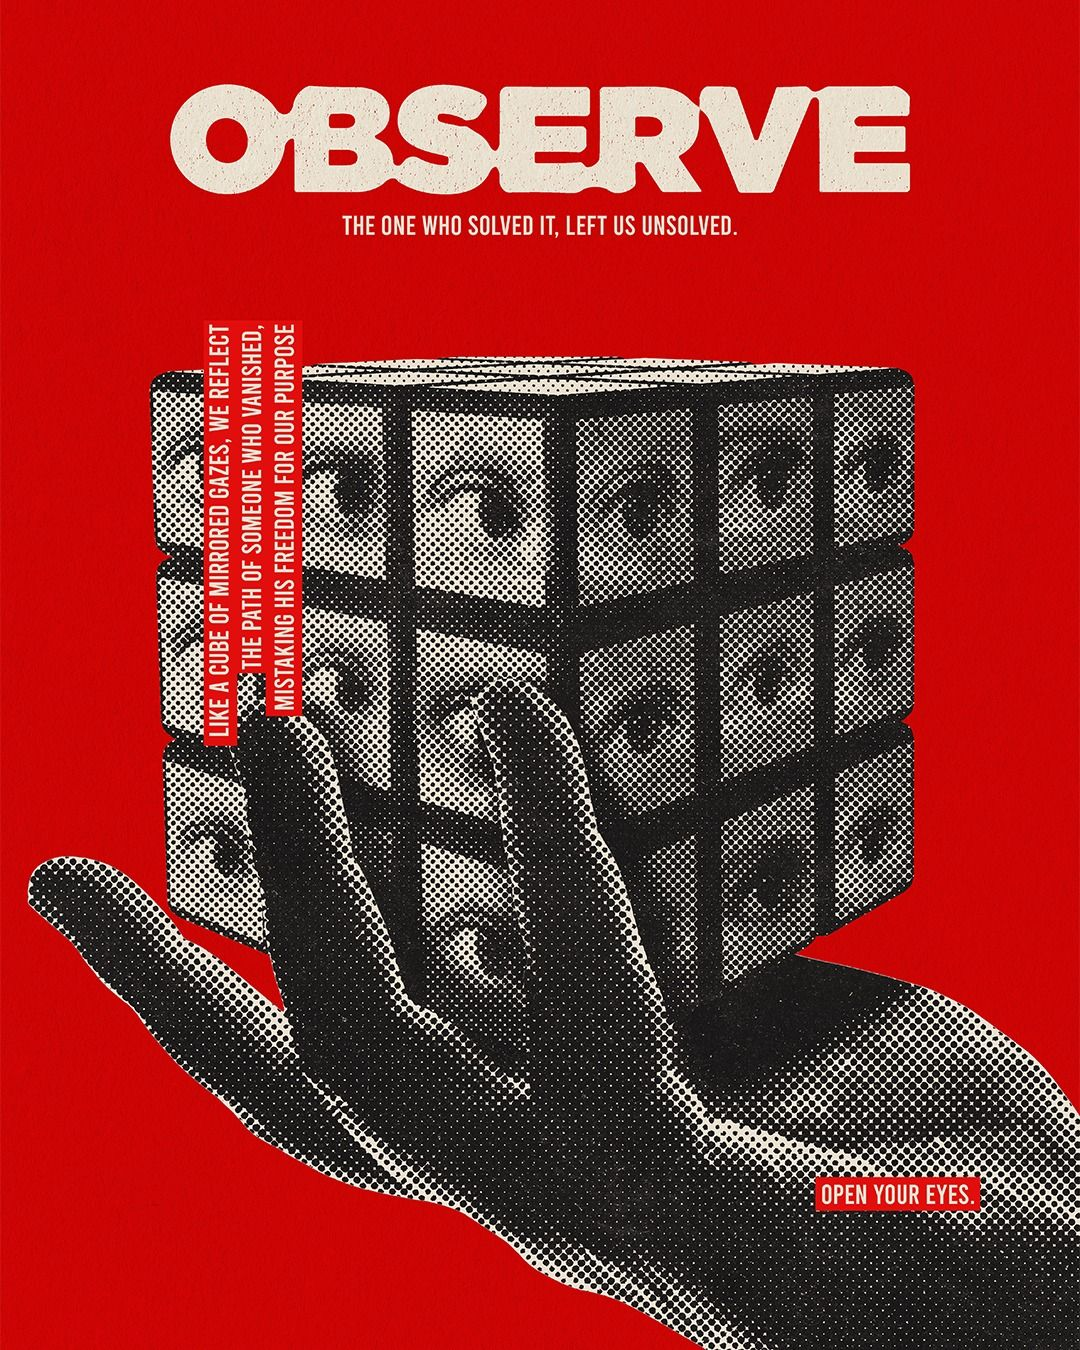 OBSERVE
THE ONE WHO SOLVED IT, LEFT US UNSOLVED.
LIKE A CUBE OF MIRRORED GAZES, WE REFLECT
THE PATH OF SOMEONE WHO VANISHED,
MISTAKING HIS FREEDOM FOR OUR PURPOSE
OPEN YOUR EYES.